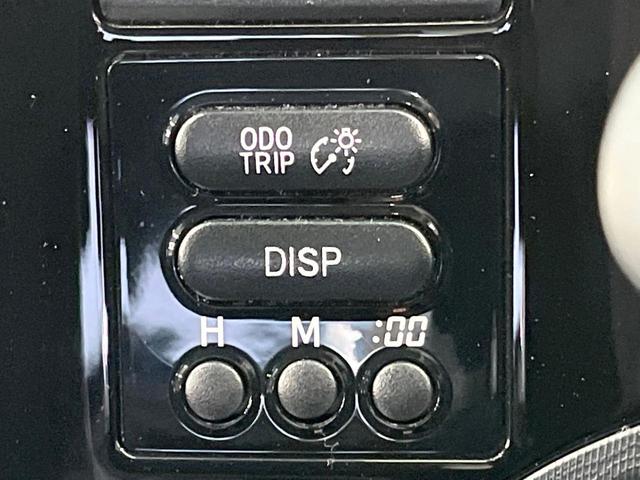 ODO
TRIP
DISP
H M :00